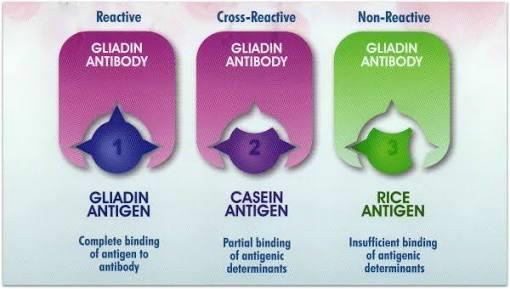 Reactive
GLIADIN
ANTIBODY
1
GLIADIN
ANTIGEN
Complete binding
of antigen to
antibody
Cross-Reactive
GLIADIN
ANTIBODY
2
CASEIN
ANTIGEN
Partial binding
of antigenic
determinants
Non-Reactive
GLIADIN
ANTIBODY
3
RICE
ANTIGEN
Insufficient binding
of antigenic
determinants